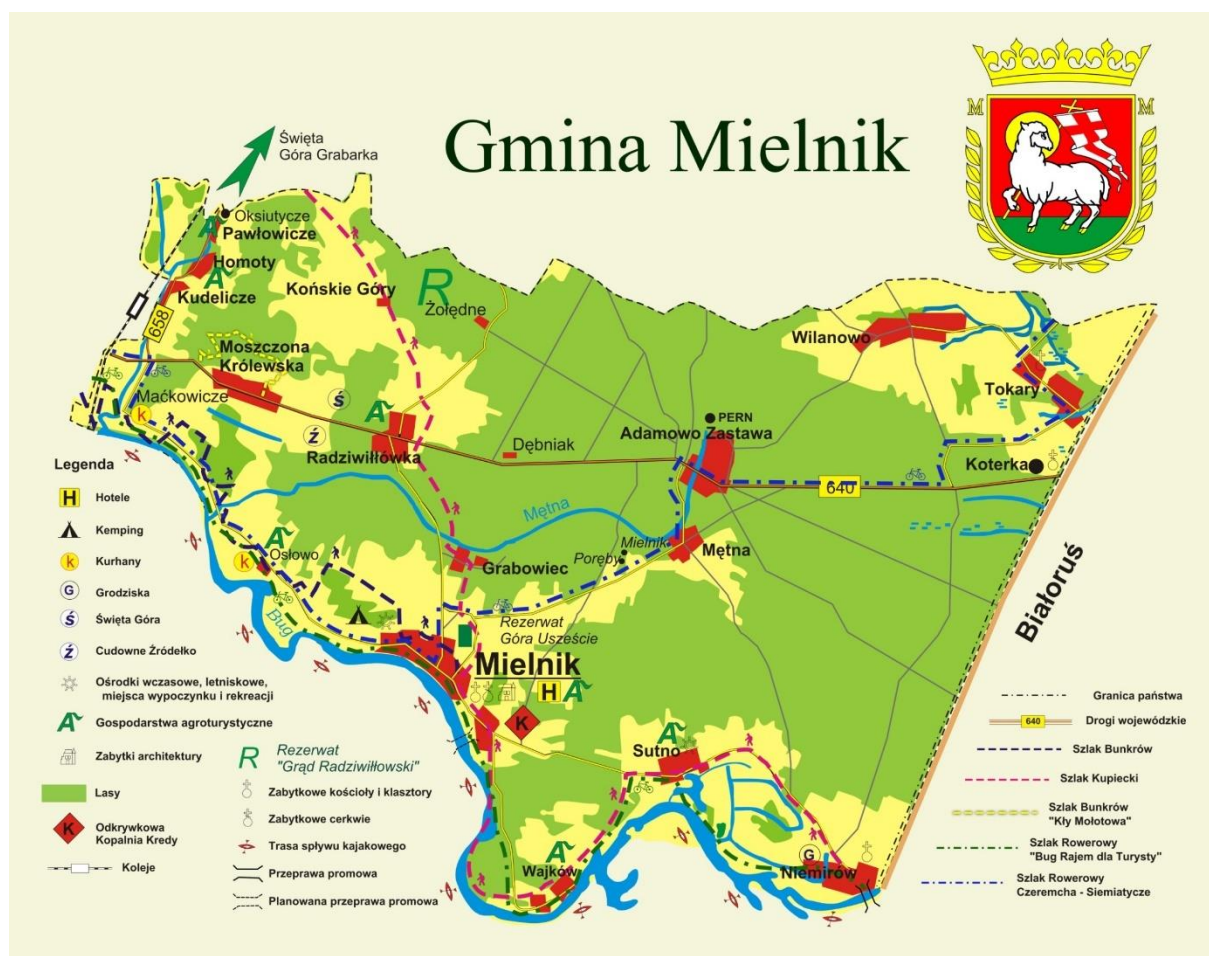 Gmina Mielnik
M M
Święta
Góra Grabarka
Oksiutycze
Pawłowicze
Homoty
Kudelicze
658
Końskie Góry
R
Żołędne
Moszczona
Królewska
Maćkowicze
k
ś
ź
Radziwiłłówka
Dębniak
PERN
Adamowo Zastawa
Wilanowo
Tokary
Koterka
640
Mętna
Mielnik
Poręby
Mętna
Grabowiec
Osłowo
k
Bug
Rezerwat
Góra Uszeście
Mielnik
H
K
Sutno
Wajków
G
Niemirów
Białoruś
Legenda
H Hotele
Kemping
k Kurhany
G Grodziska
ś Święta Góra
ź Cudowne Źródełko
Ośrodki wczasowe, letniskowe,
miejsca wypoczynku i rekreacji
A Gospodarstwa agroturystyczne
Zabytki architektury
Lasy
K Odkrywkowa
Kopalnia Kredy
Koleje
R Rezerwat
"Grąd Radziwiłłowski"
Zabytkowe kościoły i klasztory
Zabytkowe cerkwie
Trasa spływu kajakowego
Przeprawa promowa
Planowana przeprawa promowa
Granica państwa
640 Drogi wojewódzkie
Szlak Bunkrów
Szlak Kupiecki
Szlak Bunkrów
"Kły Mołotowa"
Szlak Rowerowy
"Bug Rajem dla Turysty"
Szlak Rowerowy
Czeremcha - Siemiatycze